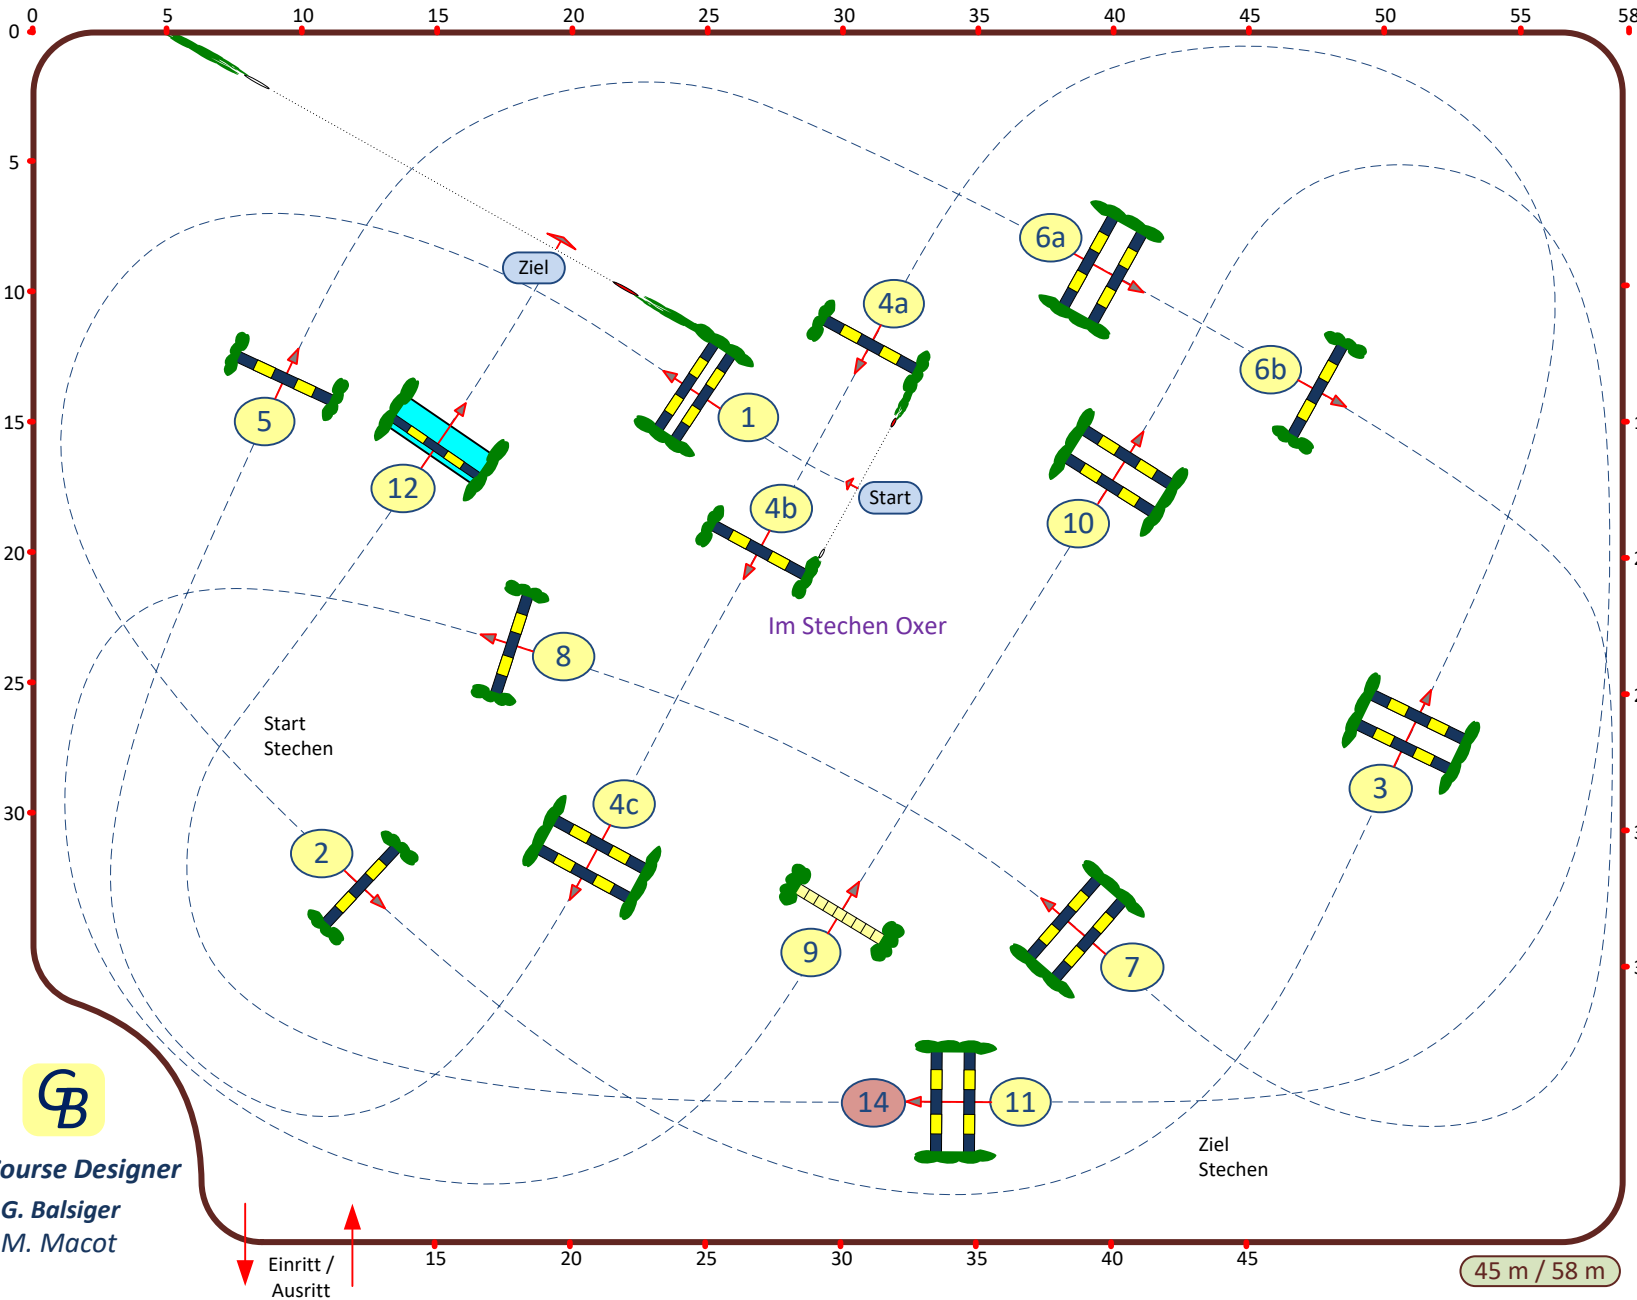 0 5 10 15 20 25 30 35 40 45 50 55 58
0
5
6a
Ziel
10
4a
6b
5
15
1
12
4b
Start
10
20
Im Stechen Oxer
8
25
Start
Stechen
3
30
4c
2
9
7
14
11
GB
Ziel
Stechen
ourse Designer
G. Balsiger
M. Macot
15 20 25 30 35 40 45
Einritt /
Ausritt
45 m / 58 m